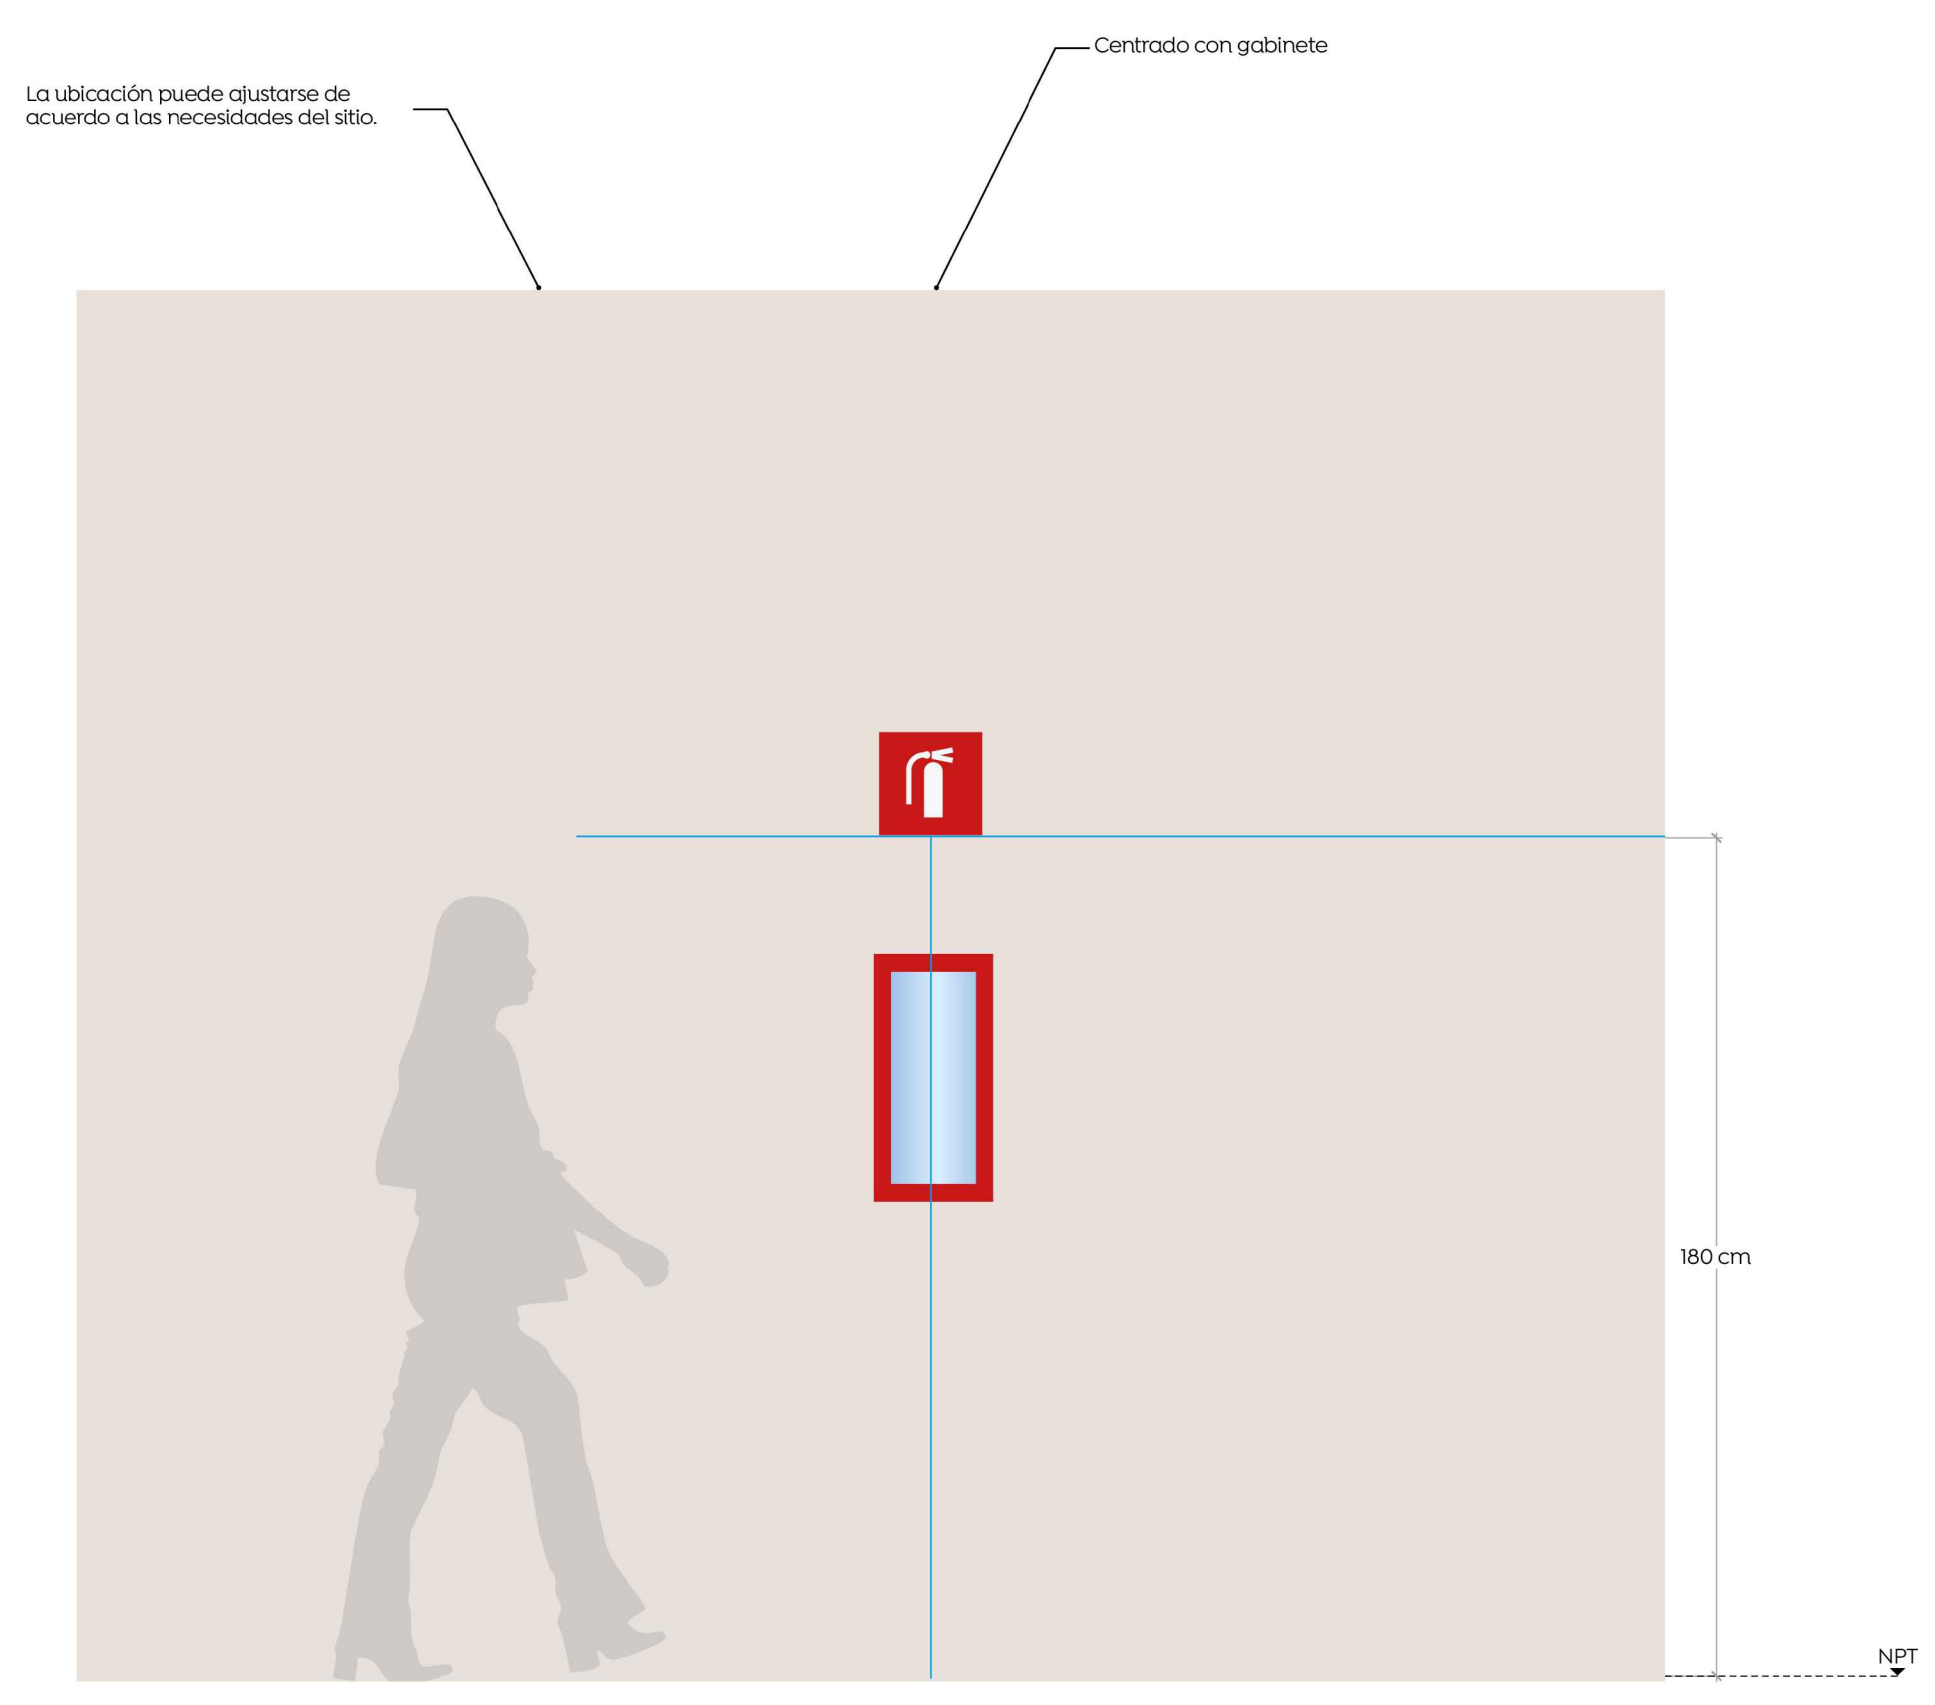 Centrado con gabinete
La ubicación puede ajustarse de
acuerdo a las necesidades del sitio.
180 cm
NPT